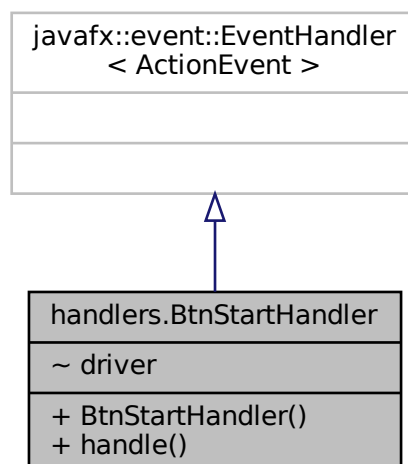 javafx::event::EventHandler
< ActionEvent >
handlers.BtnStartHandler
~ driver
+ BtnStartHandler()
+ handle()